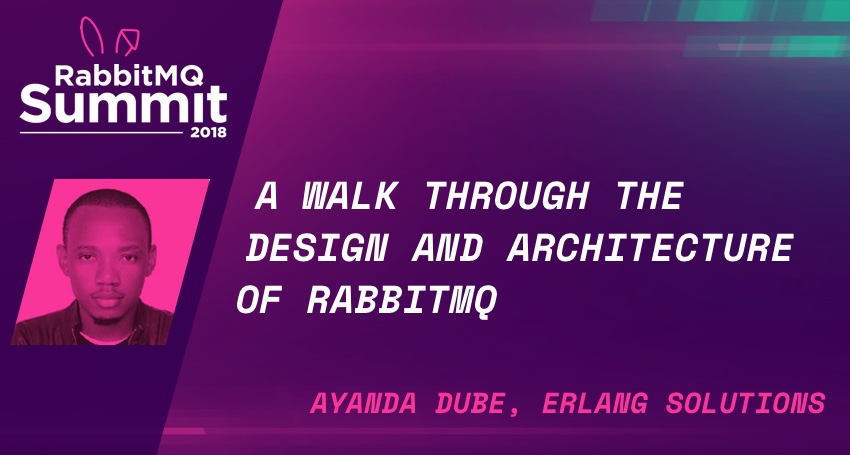 RabbitMQ
Summit
2018
A WALK THROUGH THE
DESIGN AND ARCHITECTURE
OF RABBITMQ
AYANDA DUBE, ERLANG SOLUTIONS